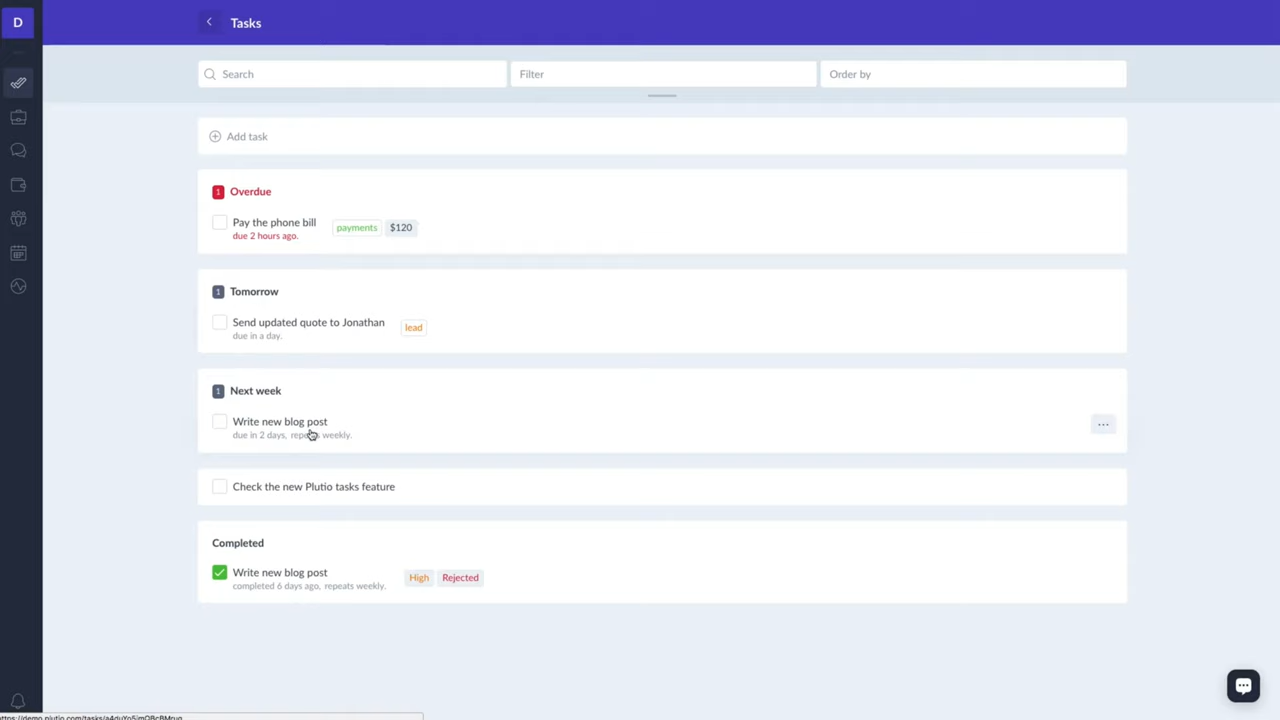 D
Tasks
Search
Filter
Order by
Add task
1 Overdue
Pay the phone bill
due 2 hours ago.
payments $120
1 Tomorrow
Send updated quote to Jonathan
due in a day.
lead
1 Next week
Write new blog post
due in 2 days, repeats weekly.
...
Check the new Plutio tasks feature
Completed
Write new blog post
completed 6 days ago, repeats weekly.
High Rejected